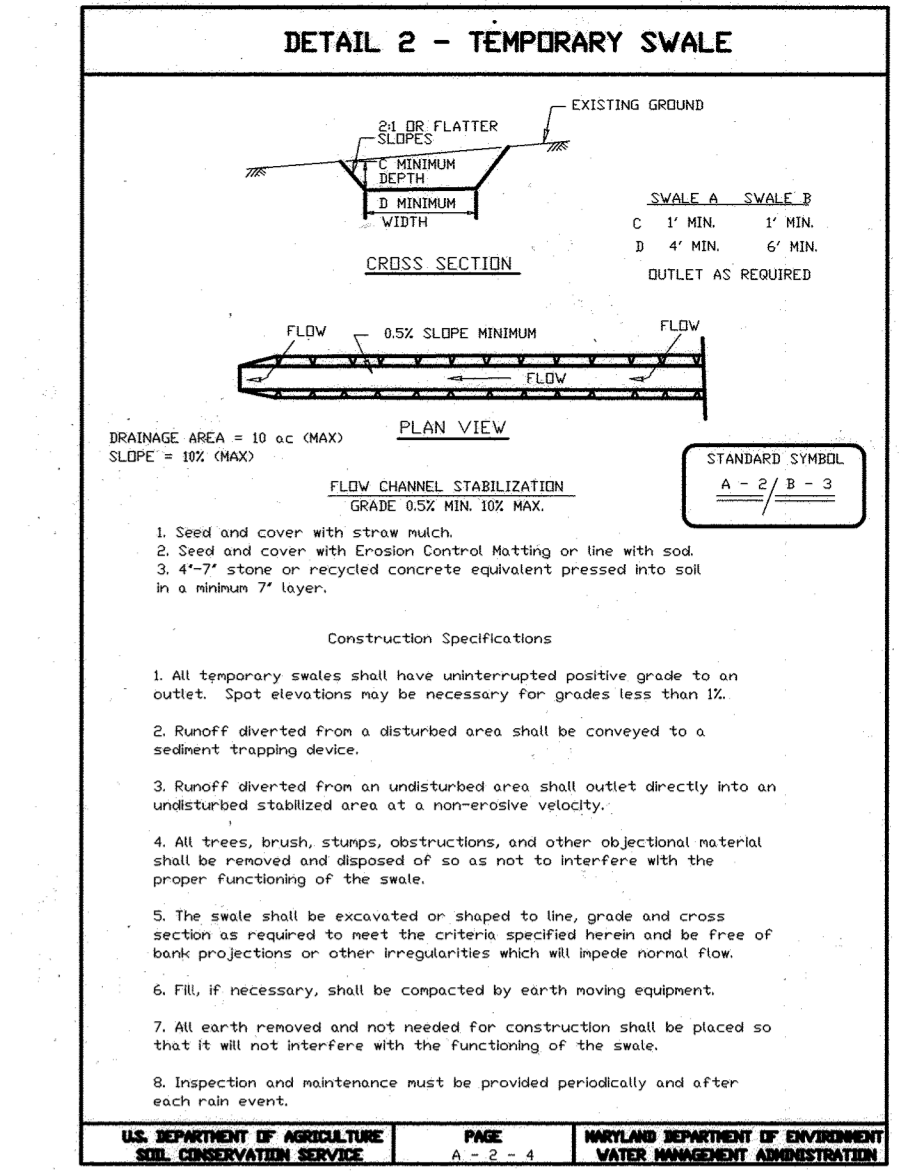 DETAIL 2 - TEMPORARY SWALE
EXISTING GROUND
2:1 OR FLATTER
SLOPES
C MINIMUM
DEPTH
D MINIMUM
WIDTH
CROSS SECTION
SWALE A SWALE B
C 1' MIN. 1' MIN.
D 4' MIN. 6' MIN.
OUTLET AS REQUIRED
FLOW
0.5% SLOPE MINIMUM
FLOW
FLOW
PLAN VIEW
DRAINAGE AREA = 10 ac (MAX)
SLOPE = 10% (MAX)
STANDARD SYMBOL
A - 2 / B - 3
FLOW CHANNEL STABILIZATION
GRADE 0.5% MIN. 10% MAX.
1. Seed and cover with straw mulch.
2. Seed and cover with Erosion Control Matting or line with sod.
3. 4"-7" stone or recycled concrete equivalent pressed into soil
in a minimum 7" layer.
Construction Specifications
1. All temporary swales shall have uninterrupted positive grade to an
outlet. Spot elevations may be necessary for grades less than 1%.
2. Runoff diverted from a disturbed area shall be conveyed to a
sediment trapping device.
3. Runoff diverted from an undisturbed area shall outlet directly into an
undisturbed stabilized area at a non-erosive velocity.
4. All trees, brush, stumps, obstructions, and other objectional material
shall be removed and disposed of so as not to interfere with the
proper functioning of the swale.
5. The swale shall be excavated or shaped to line, grade and cross
section as required to meet the criteria specified herein and be free of
bank projections or other irregularities which will impede normal flow.
6. Fill, if necessary, shall be compacted by earth moving equipment.
7. All earth removed and not needed for construction shall be placed so
that it will not interfere with the functioning of the swale.
8. Inspection and maintenance must be provided periodically and after
each rain event.
U.S. DEPARTMENT OF AGRICULTURE
SOIL CONSERVATION SERVICE
PAGE
A - 2 - 4
MARYLAND DEPARTMENT OF ENVIRONMENT
WATER MANAGEMENT ADMINISTRATION